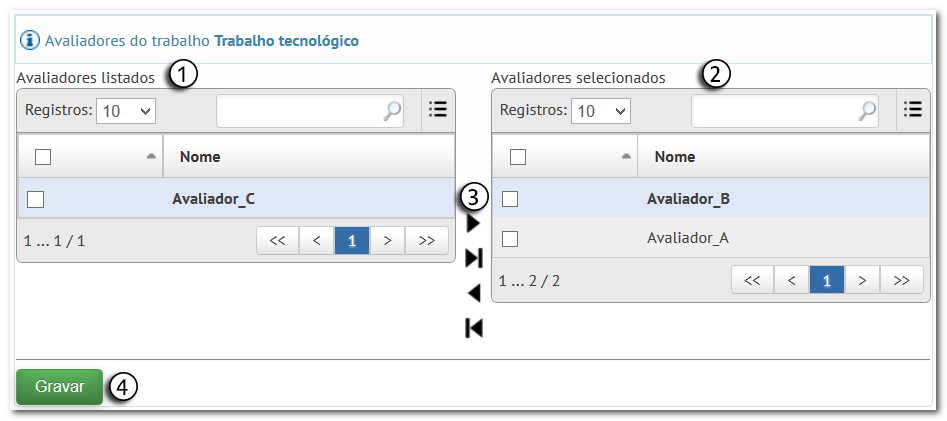 Avaliadores do trabalho Trabalho tecnológico
Avaliadores listados 1
Registros: 10
Nome
Avaliador_C
1 ... 1 / 1 << < 1 > >>
3
Avaliadores selecionados 2
Registros: 10
Nome
Avaliador_B
Avaliador_A
1 ... 2 / 2 << < 1 > >>
Gravar 4